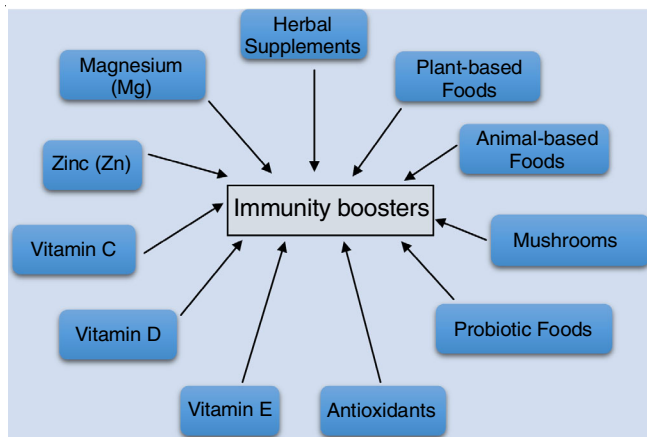 Herbal
Supplements
Magnesium
(Mg)
Plant-based
Foods
Zinc (Zn)
Animal-based
Foods
Immunity boosters
Vitamin C
Mushrooms
Vitamin D
Probiotic Foods
Vitamin E
Antioxidants